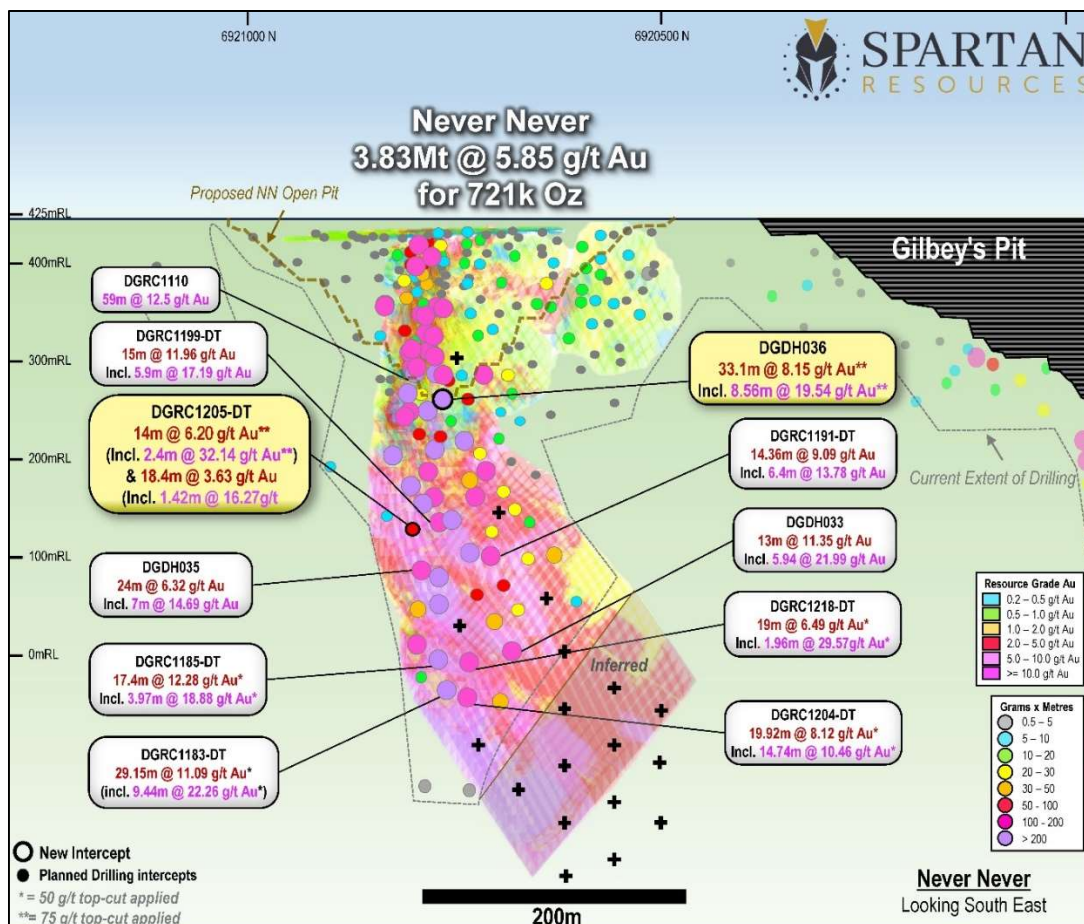 6921000 N
6920500 N
SPARTAN
RESOURCES
Never Never
3.83Mt @ 5.85 g/t Au
for 721k Oz
Proposed NN Open Pit
425mRL
400mRL
300mRL
200mRL
100mRL
0mRL
Gilbey's Pit
DGRC1110
59m @ 12.5 g/t Au
DGRC1199-DT
15m @ 11.96 g/t Au
Incl. 5.9m @ 17.19 g/t Au
DGRC1205-DT
14m @ 6.20 g/t Au**
(Incl. 2.4m @ 32.14 g/t Au**)
& 18.4m @ 3.63 g/t Au
(Incl. 1.42m @ 16.27g/t
DGDH035
24m @ 6.32 g/t Au
Incl. 7m @ 14.69 g/t Au
DGRC1185-DT
17.4m @ 12.28 g/t Au*
Incl. 3.97m @ 18.88 g/t Au*
DGRC1183-DT
29.15m @ 11.09 g/t Au*
(incl. 9.44m @ 22.26 g/t Au*)
DGDH036
33.1m @ 8.15 g/t Au**
Incl. 8.56m @ 19.54 g/t Au**
DGRC1191-DT
14.36m @ 9.09 g/t Au
Incl. 6.4m @ 13.78 g/t Au
DGDH033
13m @ 11.35 g/t Au
Incl. 5.94 @ 21.99 g/t Au
DGRC1218-DT
19m @ 6.49 g/t Au*
Incl. 1.96m @ 29.57g/t Au*
DGRC1204-DT
19.92m @ 8.12 g/t Au*
Incl. 14.74m @ 10.46 g/t Au*
Current Extent of Drilling
Inferred
Resource Grade Au
0.2 – 0.5 g/t Au
0.5 – 1.0 g/t Au
1.0 – 2.0 g/t Au
2.0 – 5.0 g/t Au
5.0 – 10.0 g/t Au
>= 10.0 g/t Au
Grams x Metres
0.5 – 5
5 – 10
10 – 20
20 – 30
30 – 50
50 – 100
100 - 200
> 200
New Intercept
Planned Drilling intercepts
* = 50 g/t top-cut applied
**= 75 g/t top-cut applied
200m
Never Never
Looking South East